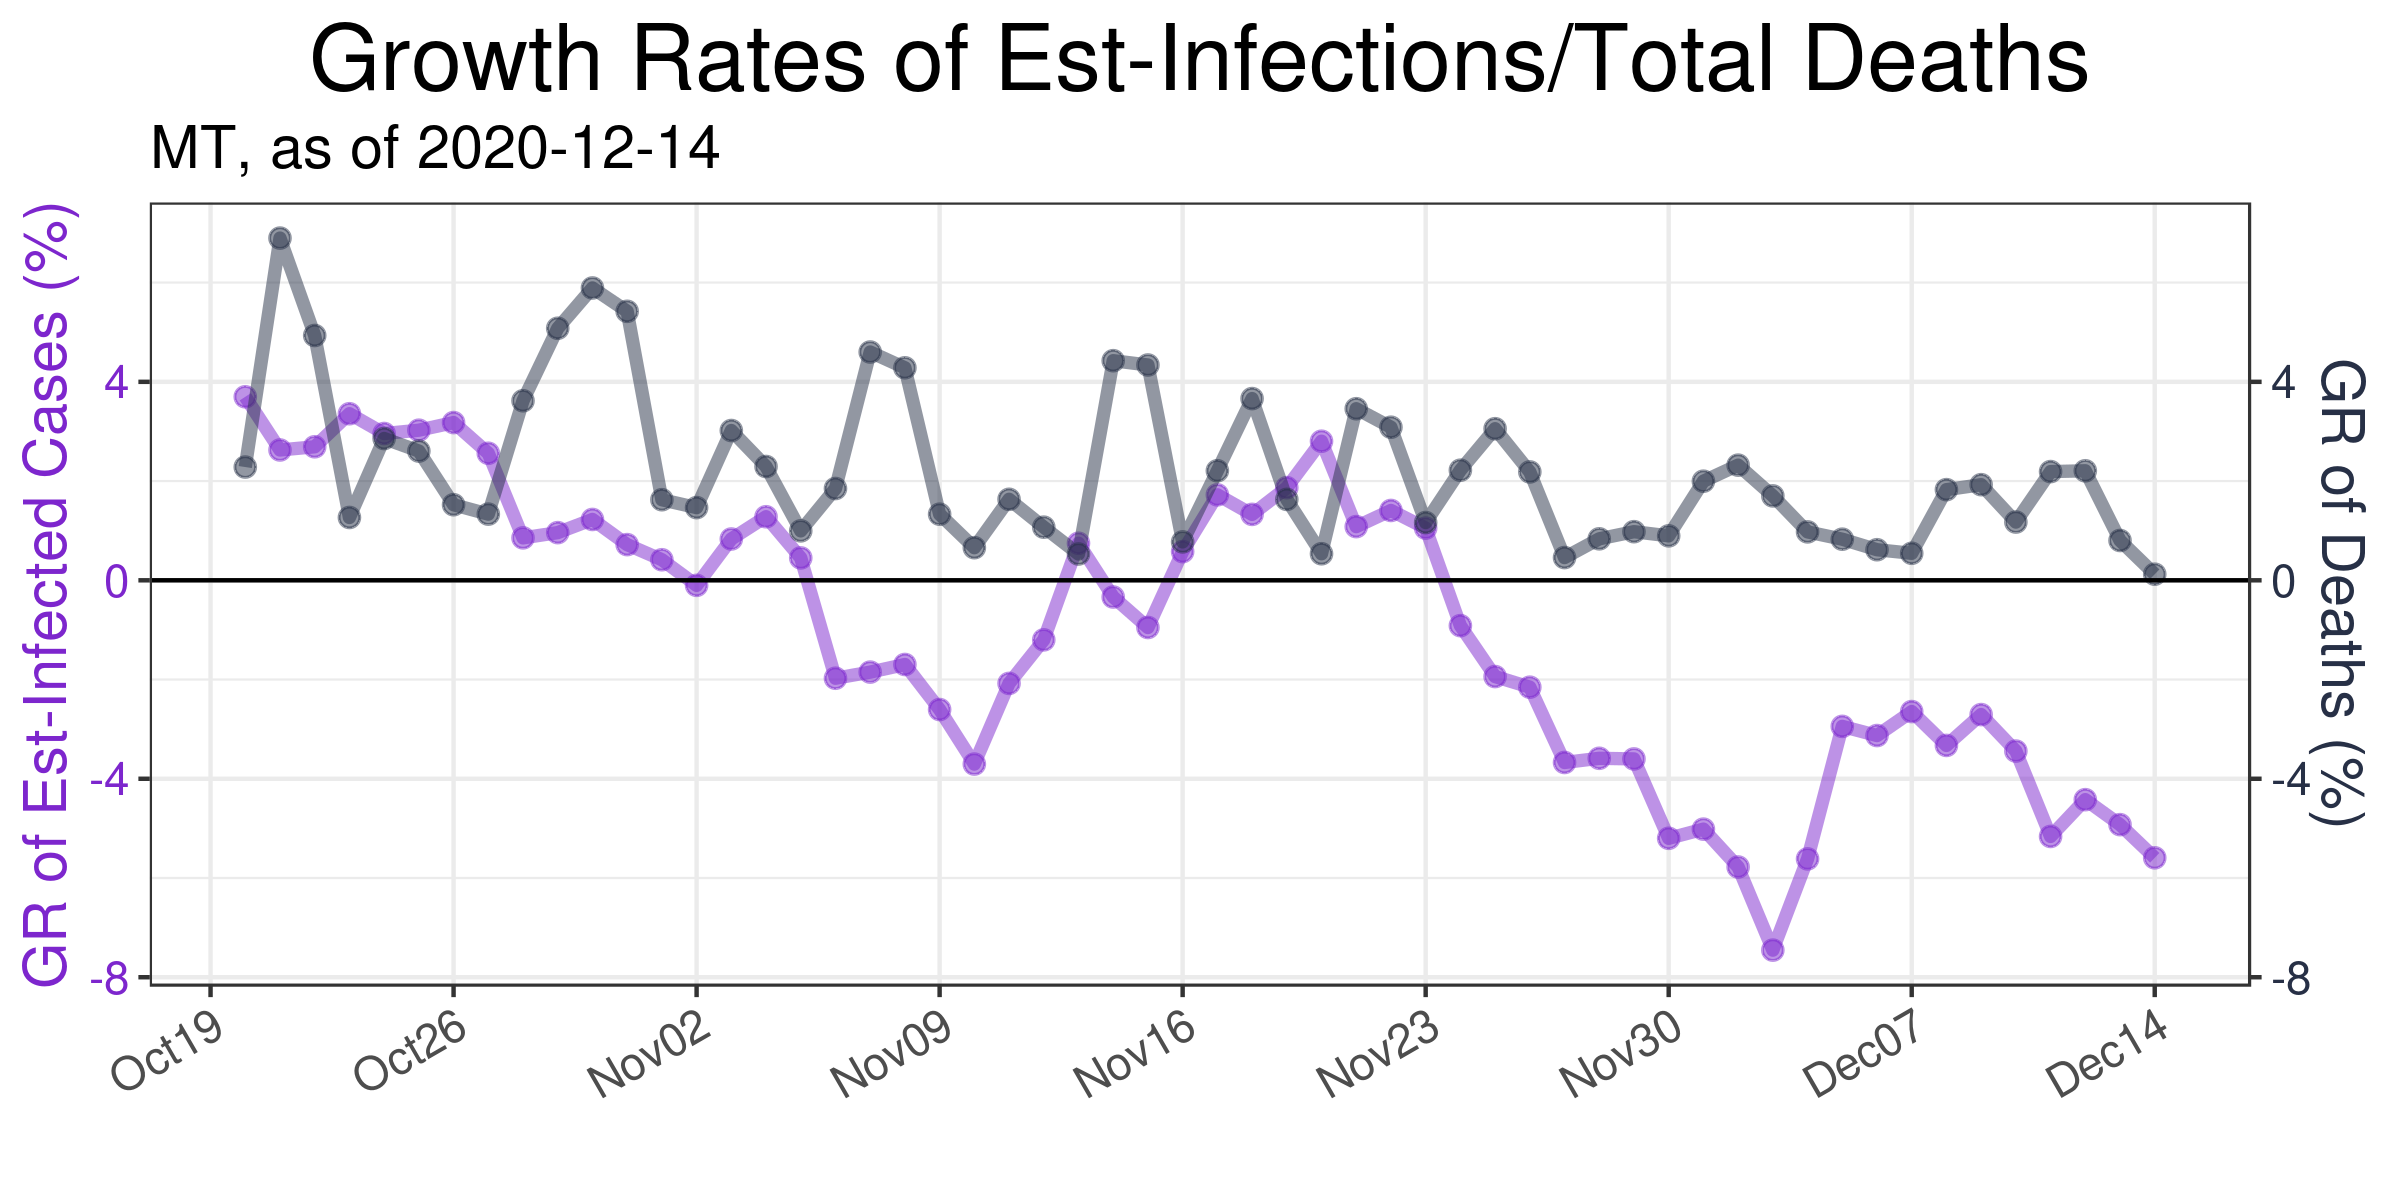 Growth Rates of Est-Infections/Total Deaths
MT, as of 2020-12-14
GR of Est-Infected Cases (%)
4
0
-4
-8
GR of Deaths (%)
4
0
-4
-8
Oct19
Oct26
Nov02
Nov09
Nov16
Nov23
Nov30
Dec07
Dec14